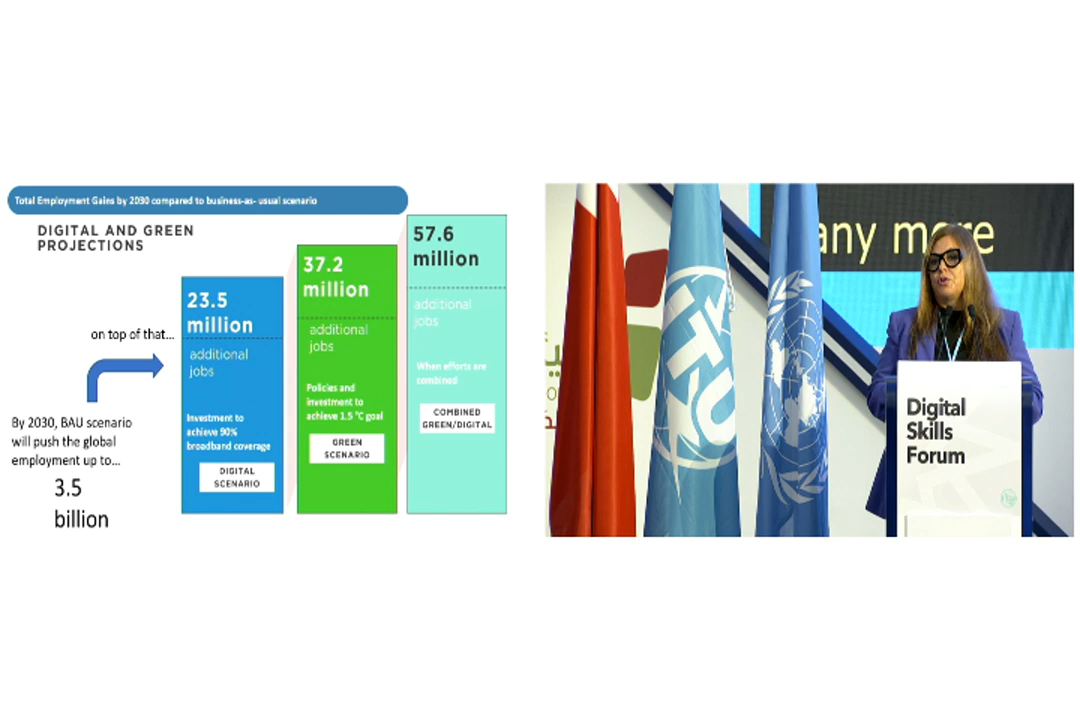 Total Employment Gains by 2030 compared to business-as- usual scenario
DIGITAL AND GREEN
PROJECTIONS
on top of that...
By 2030, BAU scenario
will push the global
employment up to...
3.5
billion
23.5
million
additional
jobs
Investment to
achieve 90%
broadband coverage
DIGITAL
SCENARIO
37.2
million
additional
jobs
Policies and
investment to
achieve 1.5 °C goal
GREEN
SCENARIO
57.6
million
additional
jobs
When efforts are
combined
COMBINED
GREEN/DIGITAL
any more
ITU
Digital
Skills
Forum